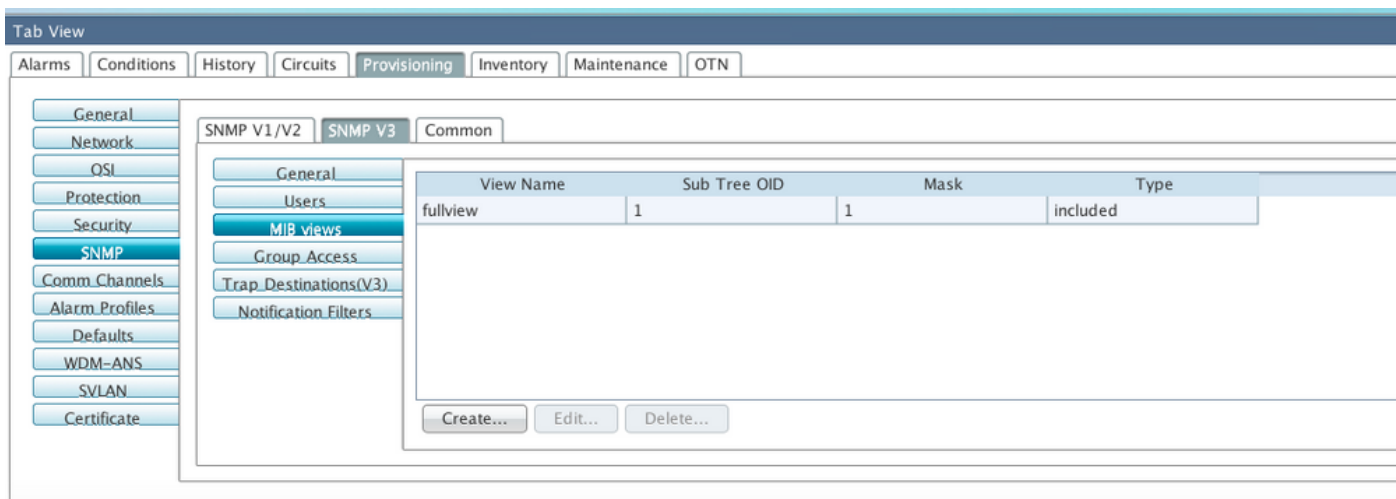 Tab View
Alarms Conditions History Circuits Provisioning Inventory Maintenance OTN
General
Network
OSI
Protection
Security
SNMP
Comm Channels
Alarm Profiles
Defaults
WDM-ANS
SVLAN
Certificate
SNMP V1/V2 SNMP V3 Common
General
Users
MIB views
Group Access
Trap Destinations(V3)
Notification Filters
View Name Sub Tree OID Mask Type
fullview 1 1 included
Create... Edit... Delete...